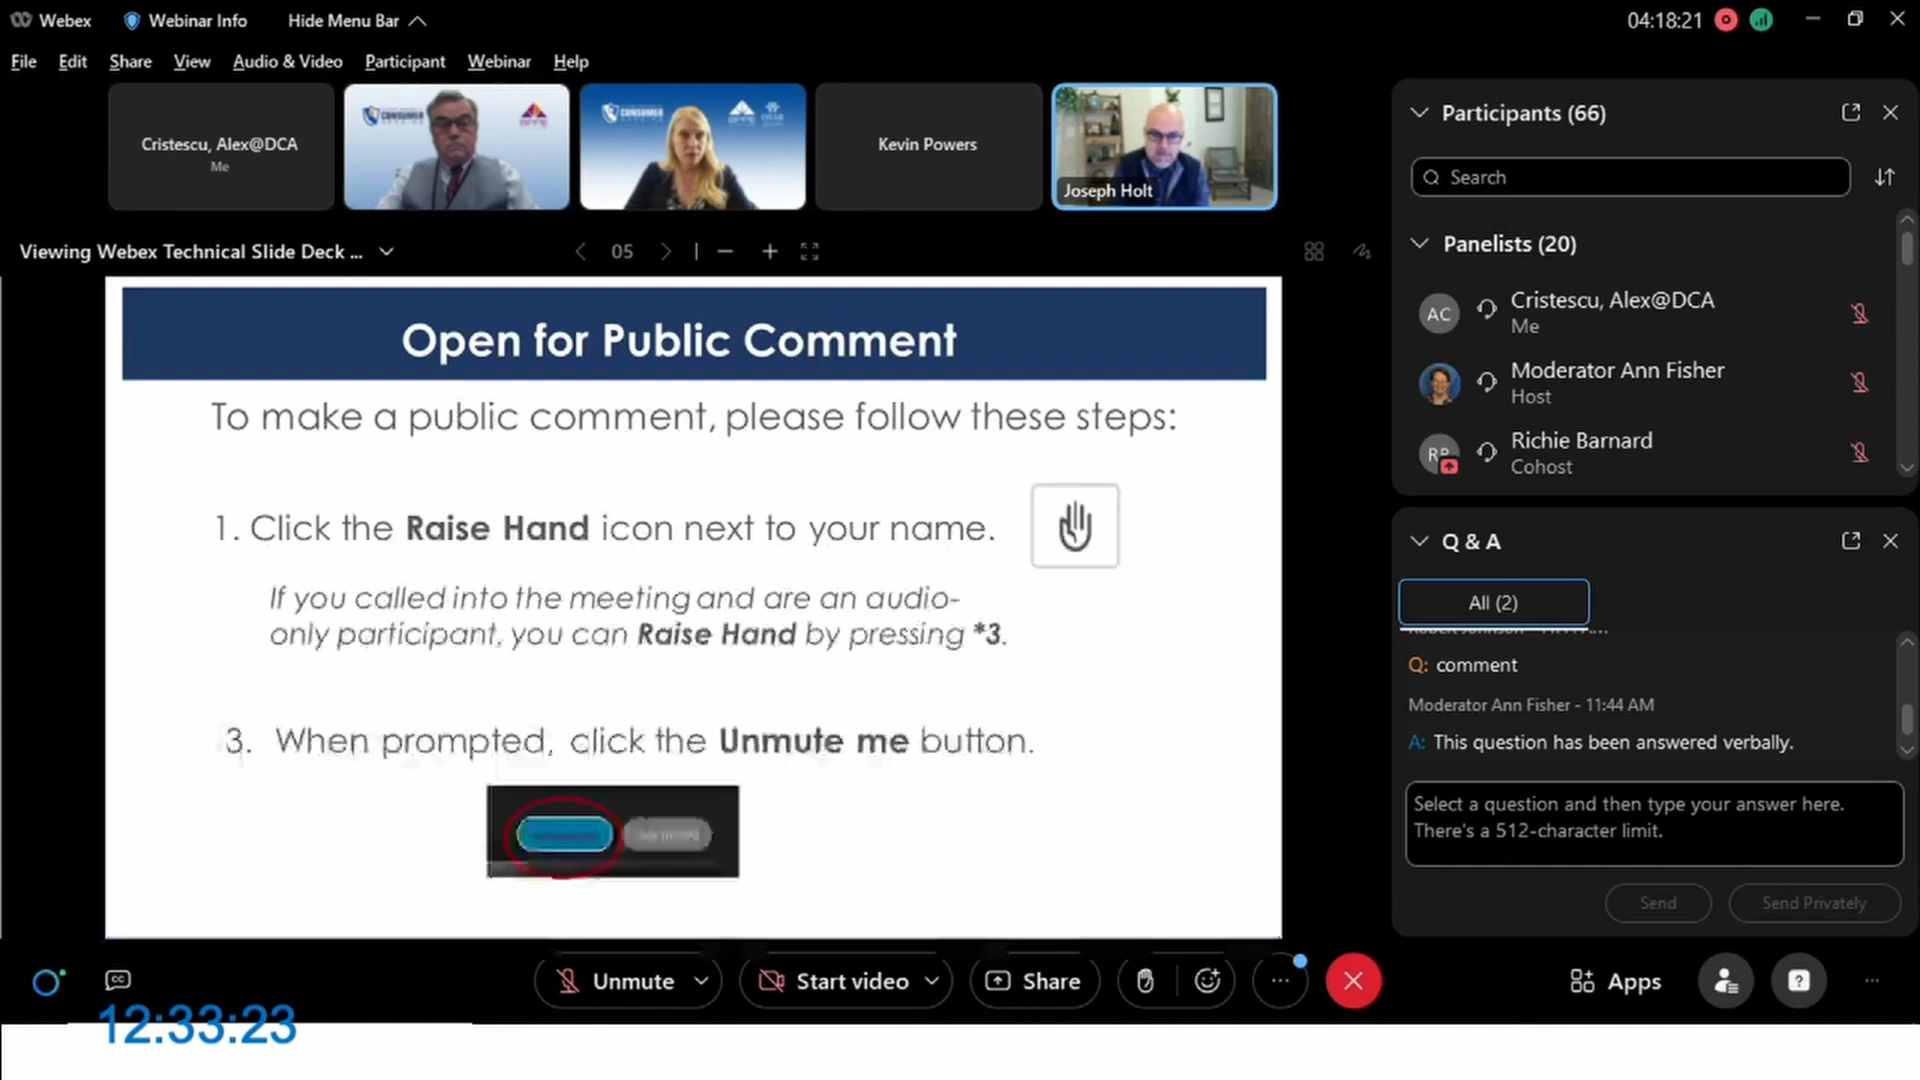 Webex
Webinar Info
Hide Menu Bar
04:18:21
File Edit Share View Audio & Video Participant Webinar Help
Cristescu, Alex@DCA
Me
CONSUMER
CONSUMER
Kevin Powers
Joseph Holt
Viewing Webex Technical Slide Deck ...
05
Open for Public Comment
To make a public comment, please follow these steps:
1. Click the Raise Hand icon next to your name.
If you called into the meeting and are an audio-
only participant, you can Raise Hand by pressing *3.
3. When prompted, click the Unmute me button.
Participants (66)
Search
Panelists (20)
AC
Cristescu, Alex@DCA
Me
Moderator Ann Fisher
Host
Richie Barnard
Cohost
Q & A
All (2)
Q: comment
Moderator Ann Fisher - 11:44 AM
A: This question has been answered verbally.
Select a question and then type your answer here.
There's a 512-character limit.
Send
Send Privately
CC
Unmute
Start video
Share
Apps
12:33:23